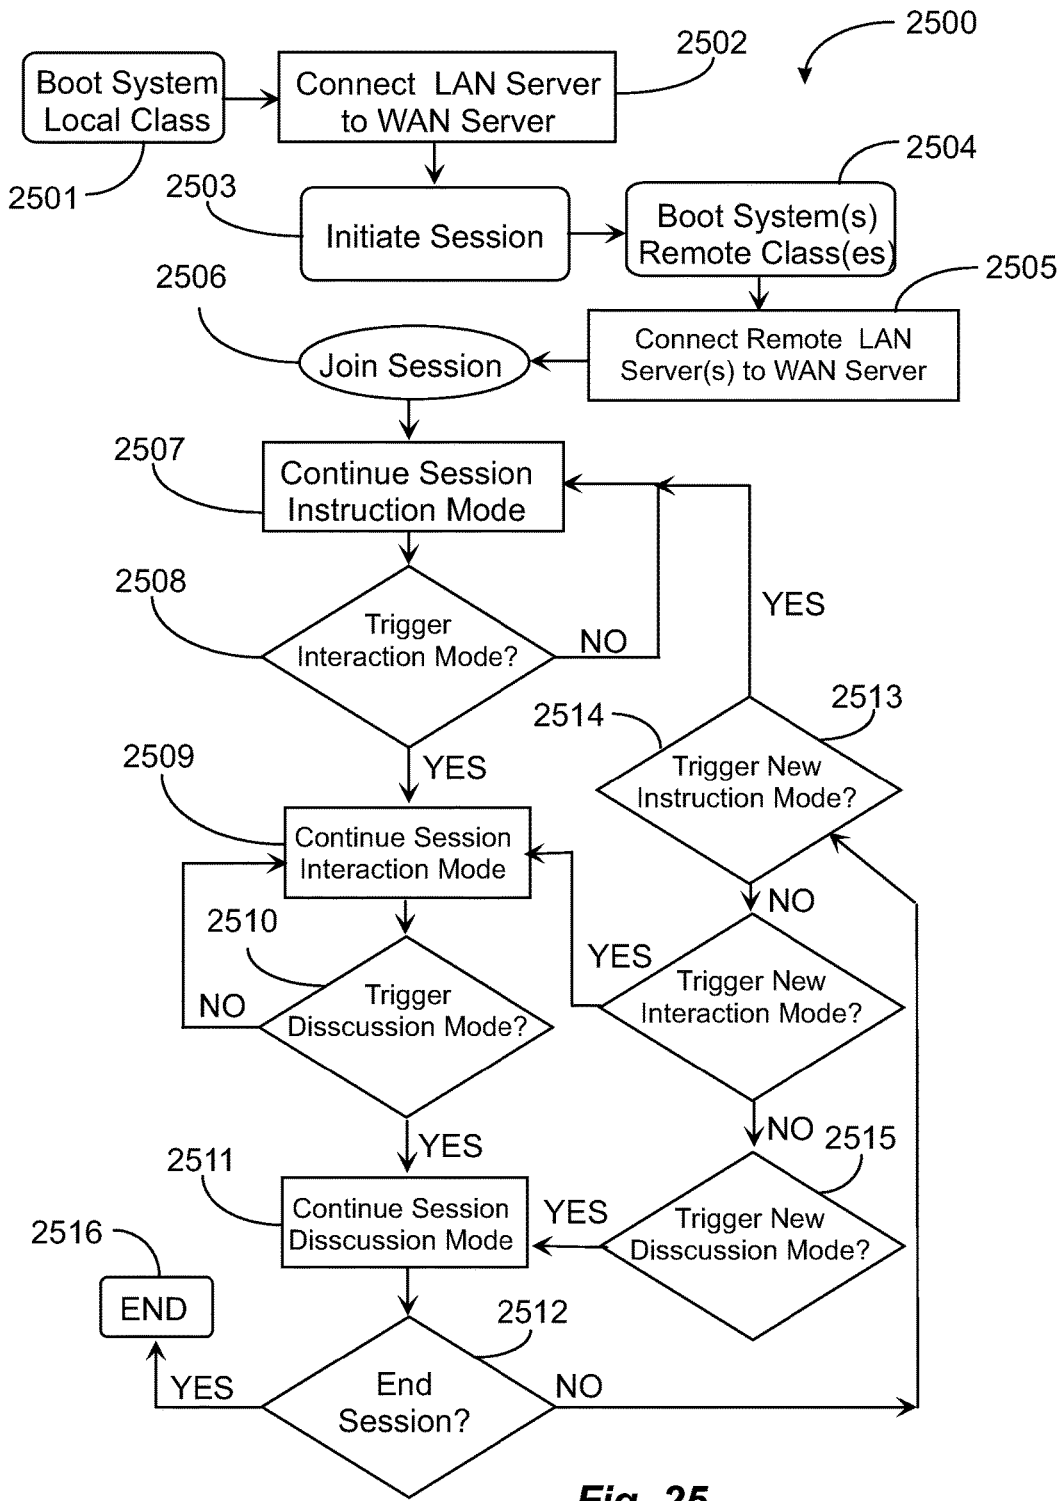 2500
2502
Boot System
Local Class
Connect LAN Server
to WAN Server
2501
2503
2504
Initiate Session
Boot System(s)
Remote Class(es)
2506
2505
Join Session
Connect Remote LAN
Server(s) to WAN Server
2507
Continue Session
Instruction Mode
2508
Trigger
Interaction Mode?
NO
YES
2514
2513
Trigger New
Instruction Mode?
YES
2509
Continue Session
Interaction Mode
NO
2510
YES
Trigger New
Interaction Mode?
Trigger
Disscussion Mode?
NO
NO
2515
YES
2511
Continue Session
Disscussion Mode
YES
Trigger New
Disscussion Mode?
2516
END
2512
YES
End
Session?
NO
Fig. 25